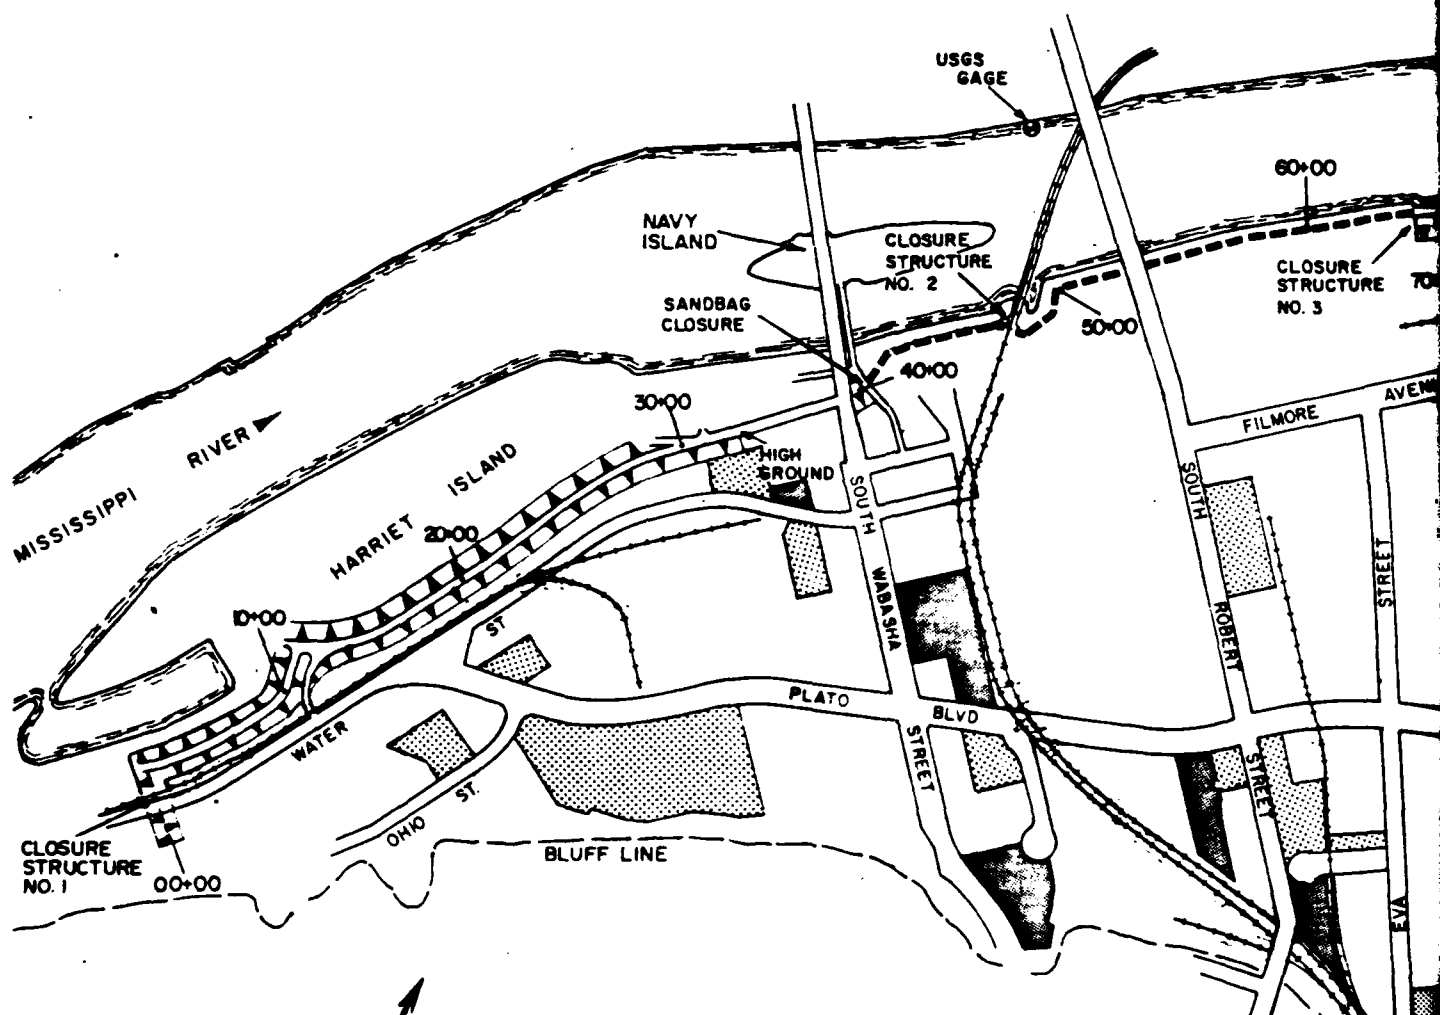 USGS
GAGE
60+00
NAVY
ISLAND
CLOSURE
STRUCTURE
NO. 2
CLOSURE
STRUCTURE
NO. 3
SANDBAG
CLOSURE
50+00
40+00
30+00
FILMORE
MISSISSIPPI
RIVER
HARRIET
ISLAND
HIGH
GROUND
20+00
10+00
SOUTH
WABASHA
STREET
SOUTH
ROBERT
STREET
STREET
EVA
ST
WATER
PLATO
BLVD
OHIO
ST.
BLUFF LINE
CLOSURE
STRUCTURE
NO. 1
00+00